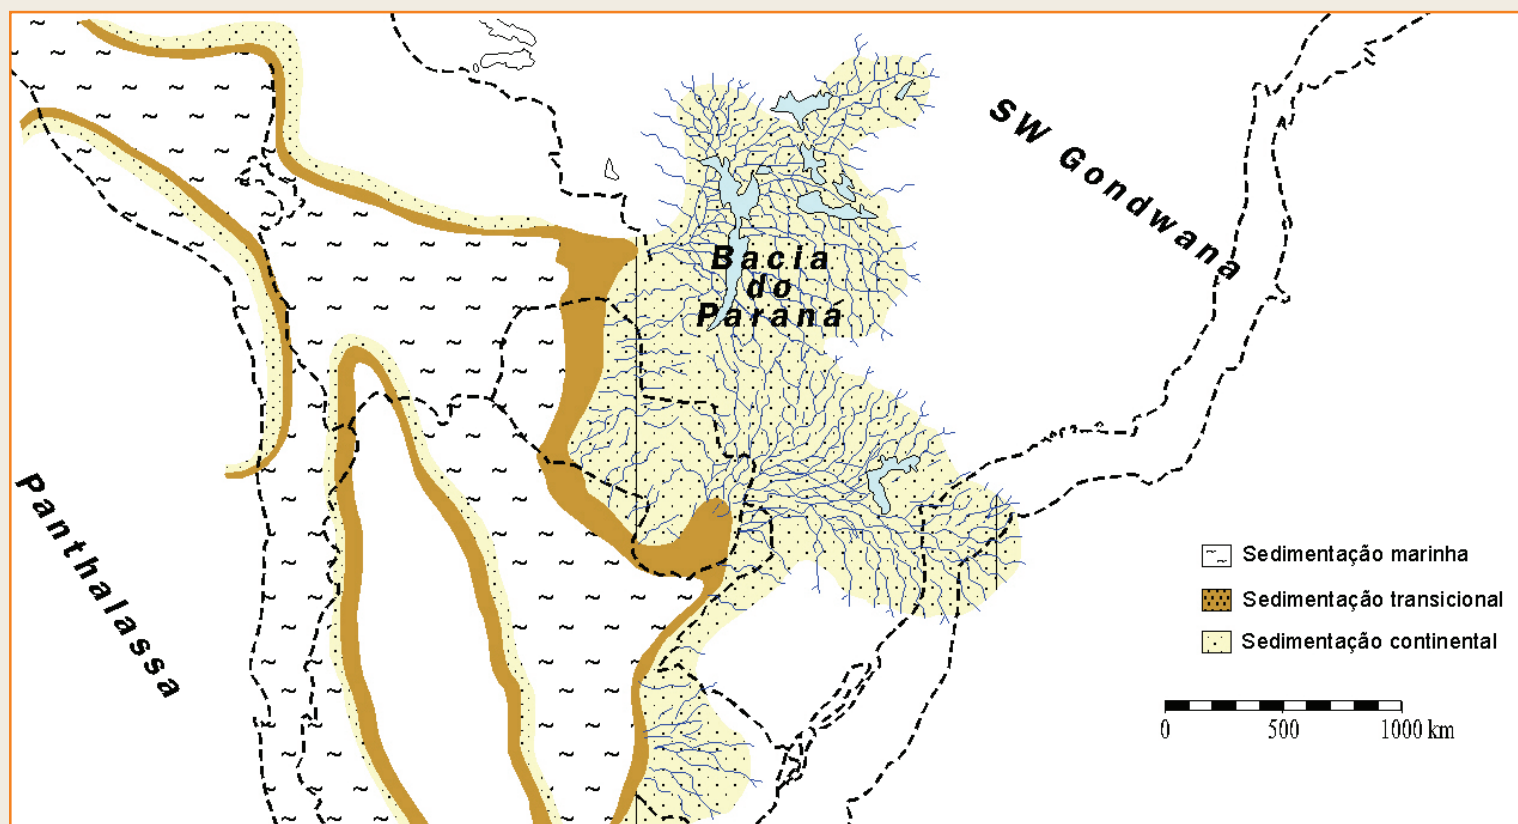 SW Gondwana
Bacia
do
Paraná
Panthalassa
Sedimentação marinha
Sedimentação transicional
Sedimentação continental
0 500 1000 km